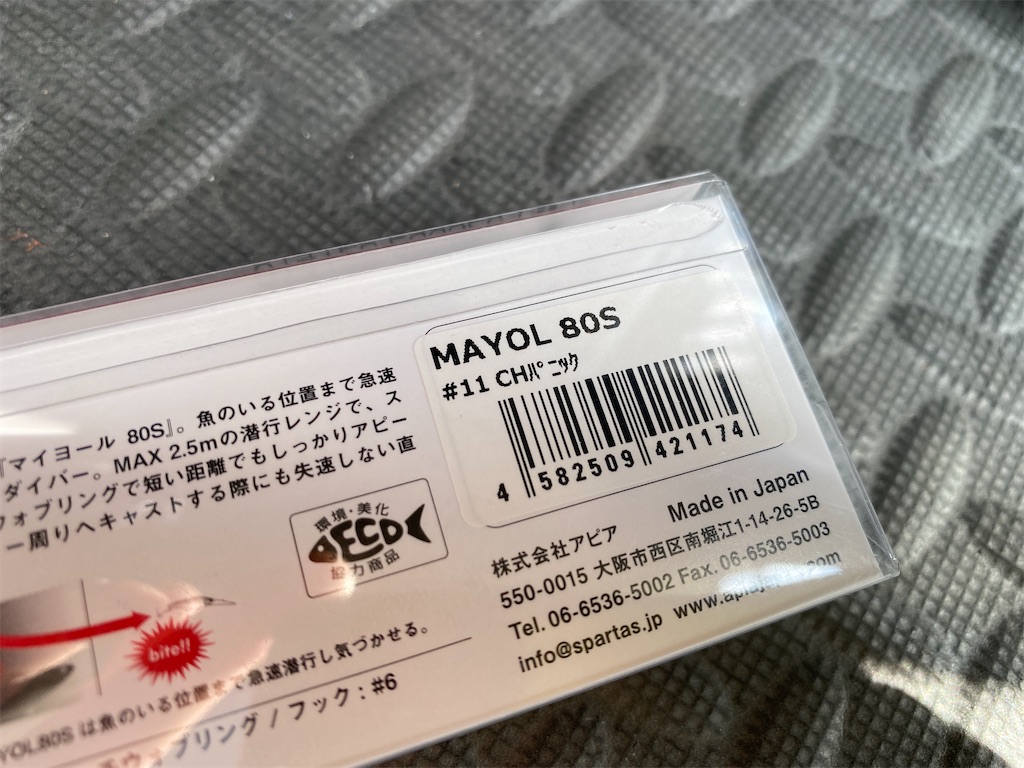 『マイヨール 80S』。魚のいる位置まで急速
ダイバー。MAX 2.5mの潜行レンジで、ス
ウォブリングで短い距離でもしっかりアピー
ー周りへキャストする際にも失速しない直
環境・美化
ECO
協力商品
bite!!
YOL80S は魚のいる位置まで急速潜行し気づかせる。
ウォブリング / フック:#6
MAYOL 80S
#11 CHパニック
4 582509 421174
Made in Japan
株式会社アピア
550-0015 大阪市西区南堀江1-14-26-5B
Tel. 06-6536-5002 Fax. 06-6536-5003
info@spartas.jp